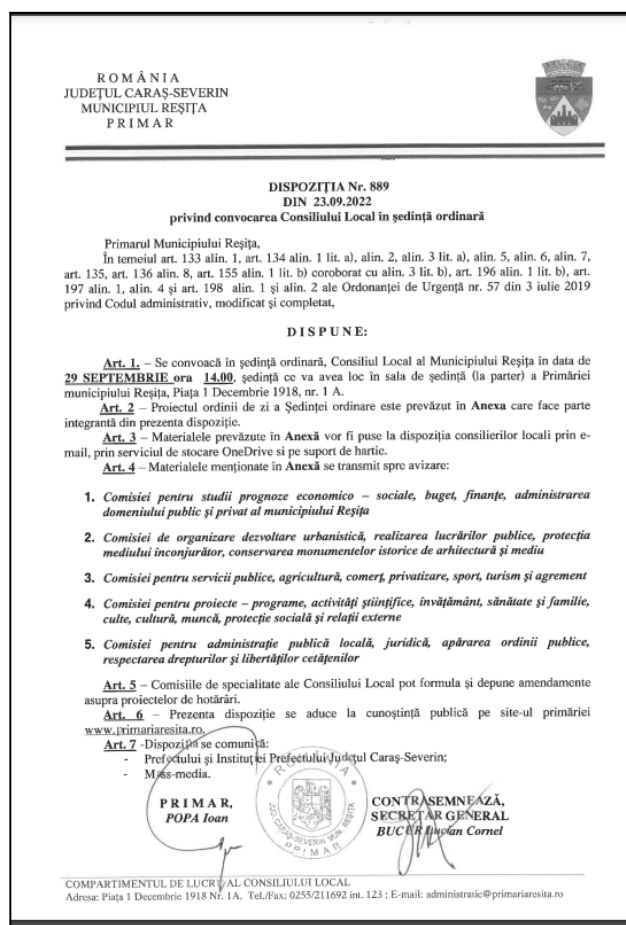 ROMÂNIA
JUDEȚUL CARAȘ-SEVERIN
MUNICIPIUL REȘIȚA
PRIMAR
DISPOZIȚIA Nr. 889
DIN 23.09.2022
privind convocarea Consiliului Local în ședință ordinară
Primarul Municipiului Reșița,
În temeiul art. 133 alin. 1, art. 134 alin. 1 lit. a), alin. 2, alin. 3 lit. a), alin. 5, alin. 6, alin. 7,
art. 135, art. 136 alin. 8, art. 155 alin. 1 lit. b) coroborat cu alin. 3 lit. b), art. 196 alin. 1 lit. b), art.
197 alin. 1, alin. 4 și art. 198 alin. 1 și alin. 2 ale Ordonanței de Urgență nr. 57 din 3 iulie 2019
privind Codul administrativ, modificat și completat,
DISPUNE:
Art. 1. – Se convoacă în ședință ordinară, Consiliul Local al Municipiului Reșița în data de
29 SEPTEMBRIE ora 14.00, ședință ce va avea loc în sala de ședință (la parter) a Primăriei
municipiului Reșița, Piața 1 Decembrie 1918, nr. 1 A.
Art. 2 – Proiectul ordinii de zi a Ședinței ordinare este prevăzut în Anexa care face parte
integrantă din prezenta dispoziție.
Art. 3 – Materialele prevăzute în Anexă vor fi puse la dispoziția consilierilor locali prin e-
mail, prin serviciul de stocare OneDrive si pe suport de hartie.
Art. 4 – Materialele menționate în Anexă se transmit spre avizare:
1. Comisiei pentru studii prognoze economico – sociale, buget, finanțe, administrarea
domeniului public și privat al municipiului Reșița
2. Comisiei de organizare dezvoltare urbanistică, realizarea lucrărilor publice, protecția
mediului înconjurător, conservarea monumentelor istorice de arhitectură și mediu
3. Comisiei pentru servicii publice, agricultură, comerț, privatizare, sport, turism și agrement
4. Comisiei pentru proiecte – programe, activități științifice, învățământ, sănătate și familie,
culte, cultură, muncă, protecție socială și relații externe
5. Comisiei pentru administrație publică locală, juridică, apărarea ordinii publice,
respectarea drepturilor și libertăților cetățenilor
Art. 5 – Comisiile de specialitate ale Consiliului Local pot formula și depune amendamente
asupra proiectelor de hotărâri.
Art. 6 – Prezenta dispoziție se aduce la cunoștință publică pe site-ul primăriei
www.primariaresita.ro.
Art. 7 -Dispoziția se comunică:
- Prefectului și Instituției Prefectului Județul Caraș-Severin;
- Mass-media.
PRIMAR,
POPA Ioan
ROMÂNIA
JUD. CARAȘ-SEVERIN MUN. REȘIȚA
PRIMAR
CONTRASEMNEAZĂ,
SECRETAR GENERAL
BUCUR Lucian Cornel
COMPARTIMENTUL DE LUCRU AL CONSILIULUI LOCAL
Adresa: Piața 1 Decembrie 1918 Nr. 1A, Tel./Fax: 0255/211692 int. 123 ; E-mail: administratie@primariaresita.ro